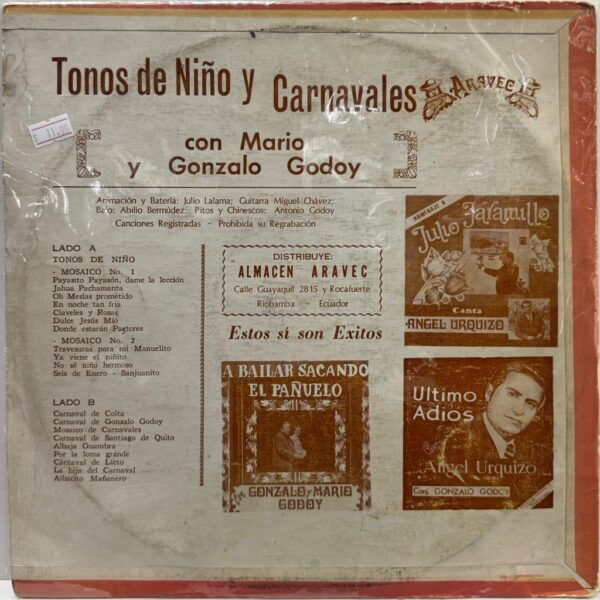 Tonos de Niño y Carnavales
ARAVEC
con Mario
y Gonzalo Godoy
Animación y Batería: Julio Lalama; Guitarra Miguel Chávez;
Bajo: Abilio Bermúdez; Pitos y Chinescos: Antonio Godoy
Canciones Registradas - Prohibida su Regrabación
LADO A
TONOS DE NIÑO
- MOSAICO No. 1
Payasito Payasón, dame la lección
Jahua Pachamanta
Oh Mesías prometido
En noche tan fría
Claveles y Rosas
Dulce Jesús Mío
Donde estarán Pastores
- MOSAICO No. 2
Travesuras para mi Manuelito
Ya viene el niñito
No sé niño hermoso
Seis de Enero - Sanjuanito
LADO B
Carnaval de Colta
Carnaval de Gonzalo Godoy
Mosaico de Carnavales
Carnaval de Santiago de Quito
Alhaja Guambra
Por la loma grande
Carnaval de Licto
La hija del Carnaval
Albacito Mañanero
DISTRIBUYE:
ALMACEN ARAVEC
Calle Guayaquil 2815 y Rocafuerte
Riobamba - Ecuador
Estos sí son Exitos
HOMENAJE A
Julio Jaramillo
Canta
ANGEL URQUIZO
A BAILAR SACANDO
EL PAÑUELO
Con GONZALO y MARIO
GODOY
Ultimo
Adios
Angel Urquizo
Conj. GONZALO GODOY